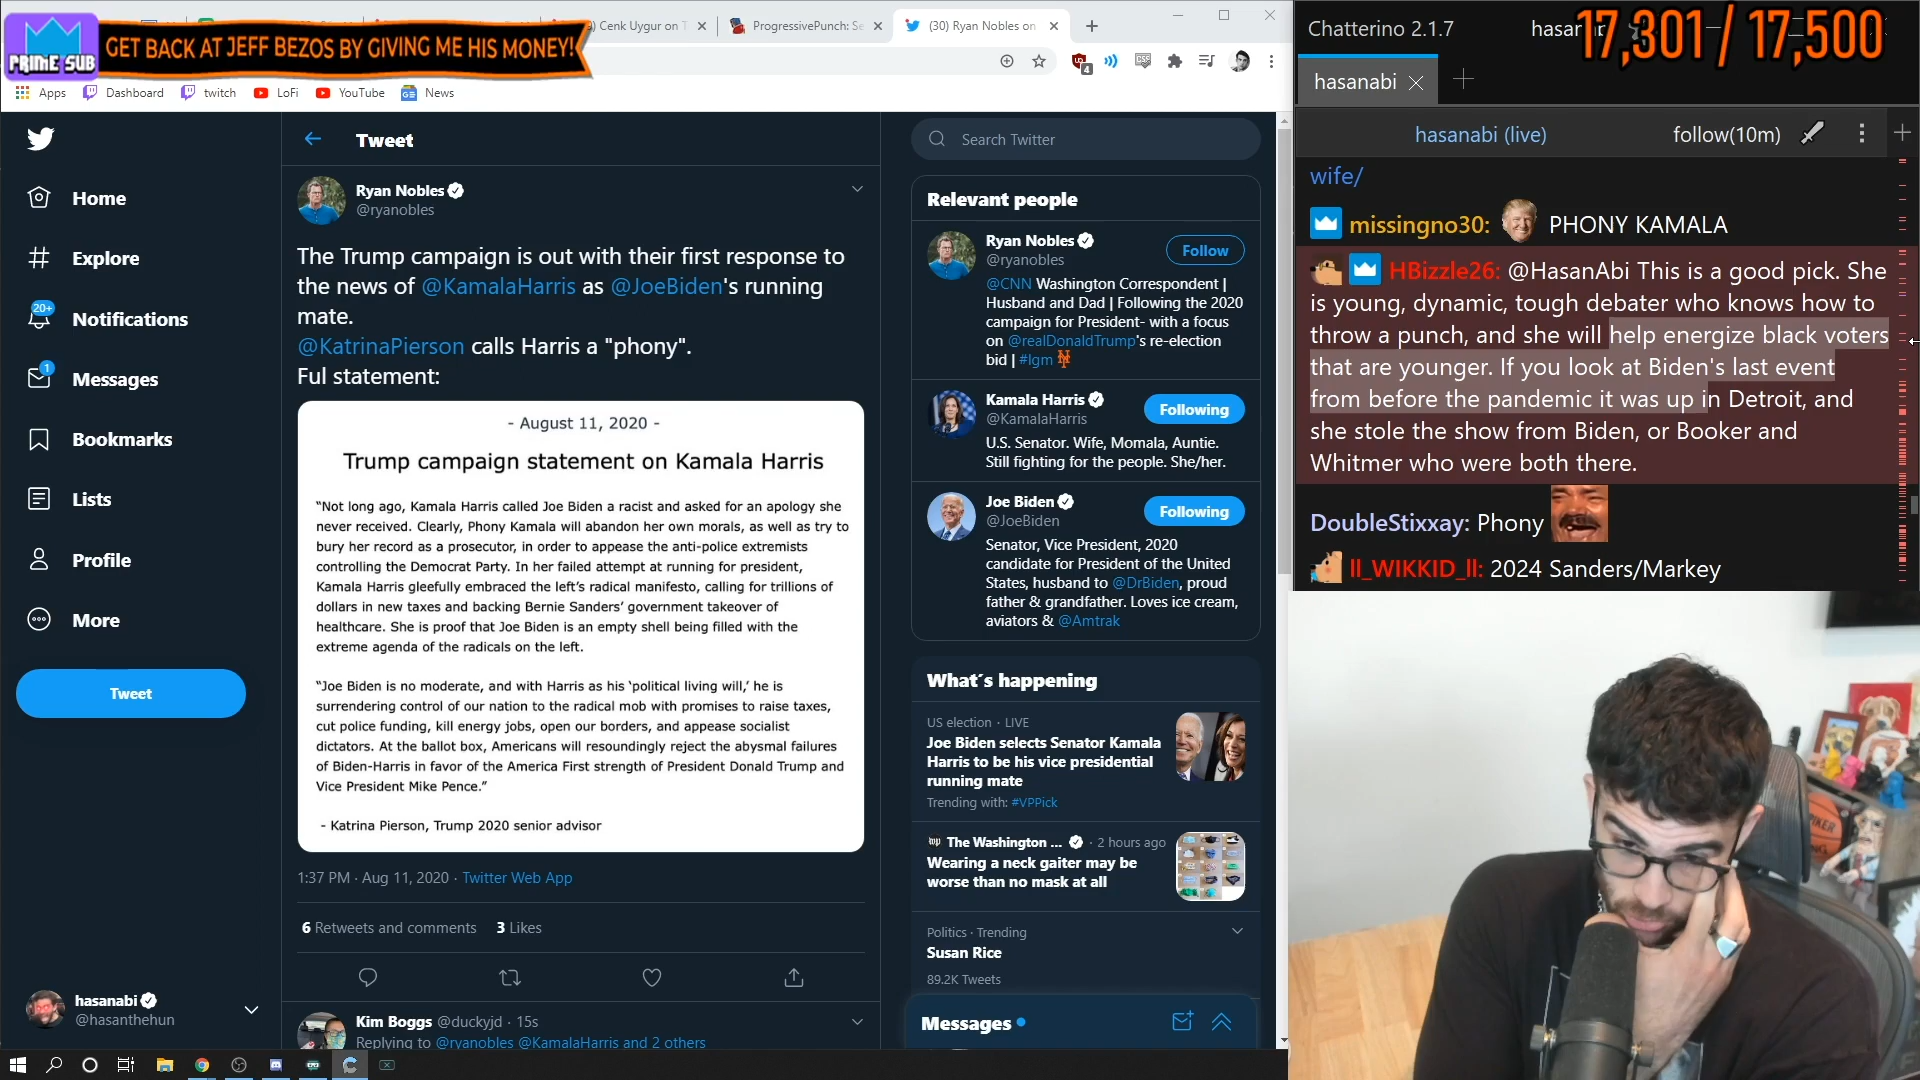 PRIME SUB
GET BACK AT JEFF BEZOS BY GIVING ME HIS MONEY!
Cenk Uygur on T
ProgressivePunch: Se
(30) Ryan Nobles on
4
Apps
Dashboard
twitch
LoFi
YouTube
News
Home
Explore
20+
Notifications
1
Messages
Bookmarks
Lists
Profile
More
Tweet
hasanabi
@hasanthehun
Tweet
Ryan Nobles
@ryanobles
The Trump campaign is out with their first response to
the news of @KamalaHarris as @JoeBiden's running
mate.
@KatrinaPierson calls Harris a "phony".
Ful statement:
- August 11, 2020 -
Trump campaign statement on Kamala Harris
“Not long ago, Kamala Harris called Joe Biden a racist and asked for an apology she
never received. Clearly, Phony Kamala will abandon her own morals, as well as try to
bury her record as a prosecutor, in order to appease the anti-police extremists
controlling the Democrat Party. In her failed attempt at running for president,
Kamala Harris gleefully embraced the left’s radical manifesto, calling for trillions of
dollars in new taxes and backing Bernie Sanders’ government takeover of
healthcare. She is proof that Joe Biden is an empty shell being filled with the
extreme agenda of the radicals on the left.
“Joe Biden is no moderate, and with Harris as his ‘political living will,’ he is
surrendering control of our nation to the radical mob with promises to raise taxes,
cut police funding, kill energy jobs, open our borders, and appease socialist
dictators. At the ballot box, Americans will resoundingly reject the abysmal failures
of Biden-Harris in favor of the America First strength of President Donald Trump and
Vice President Mike Pence.”
- Katrina Pierson, Trump 2020 senior advisor
1:37 PM · Aug 11, 2020 · Twitter Web App
6 Retweets and comments 3 Likes
Kim Boggs @duckyjd · 15s
Replying to @ryanobles @KamalaHarris and 2 others
Search Twitter
Relevant people
Ryan Nobles
@ryanobles
Follow
@CNN Washington Correspondent |
Husband and Dad | Following the 2020
campaign for President- with a focus
on @realDonaldTrump's re-election
bid | #lgm
Kamala Harris
@KamalaHarris
Following
U.S. Senator. Wife, Momala, Auntie.
Still fighting for the people. She/her.
Joe Biden
@JoeBiden
Following
Senator, Vice President, 2020
candidate for President of the United
States, husband to @DrBiden, proud
father & grandfather. Loves ice cream,
aviators & @Amtrak
What's happening
US election · LIVE
Joe Biden selects Senator Kamala
Harris to be his vice presidential
running mate
Trending with: #VPPick
The Washington ... · 2 hours ago
Wearing a neck gaiter may be
worse than no mask at all
Politics · Trending
Susan Rice
89.2K Tweets
Messages
Chatterino 2.1.7
17,301 / 17,500
hasanabi
hasanabi (live)
follow(10m)
wife/
missingno30: PHONY KAMALA
HBizzle26: @HasanAbi This is a good pick. She
is young, dynamic, tough debater who knows how to
throw a punch, and she will help energize black voters
that are younger. If you look at Biden's last event
from before the pandemic it was up in Detroit, and
she stole the show from Biden, or Booker and
Whitmer who were both there.
DoubleStixxay: Phony
ll_WIKKID_ll: 2024 Sanders/Markey